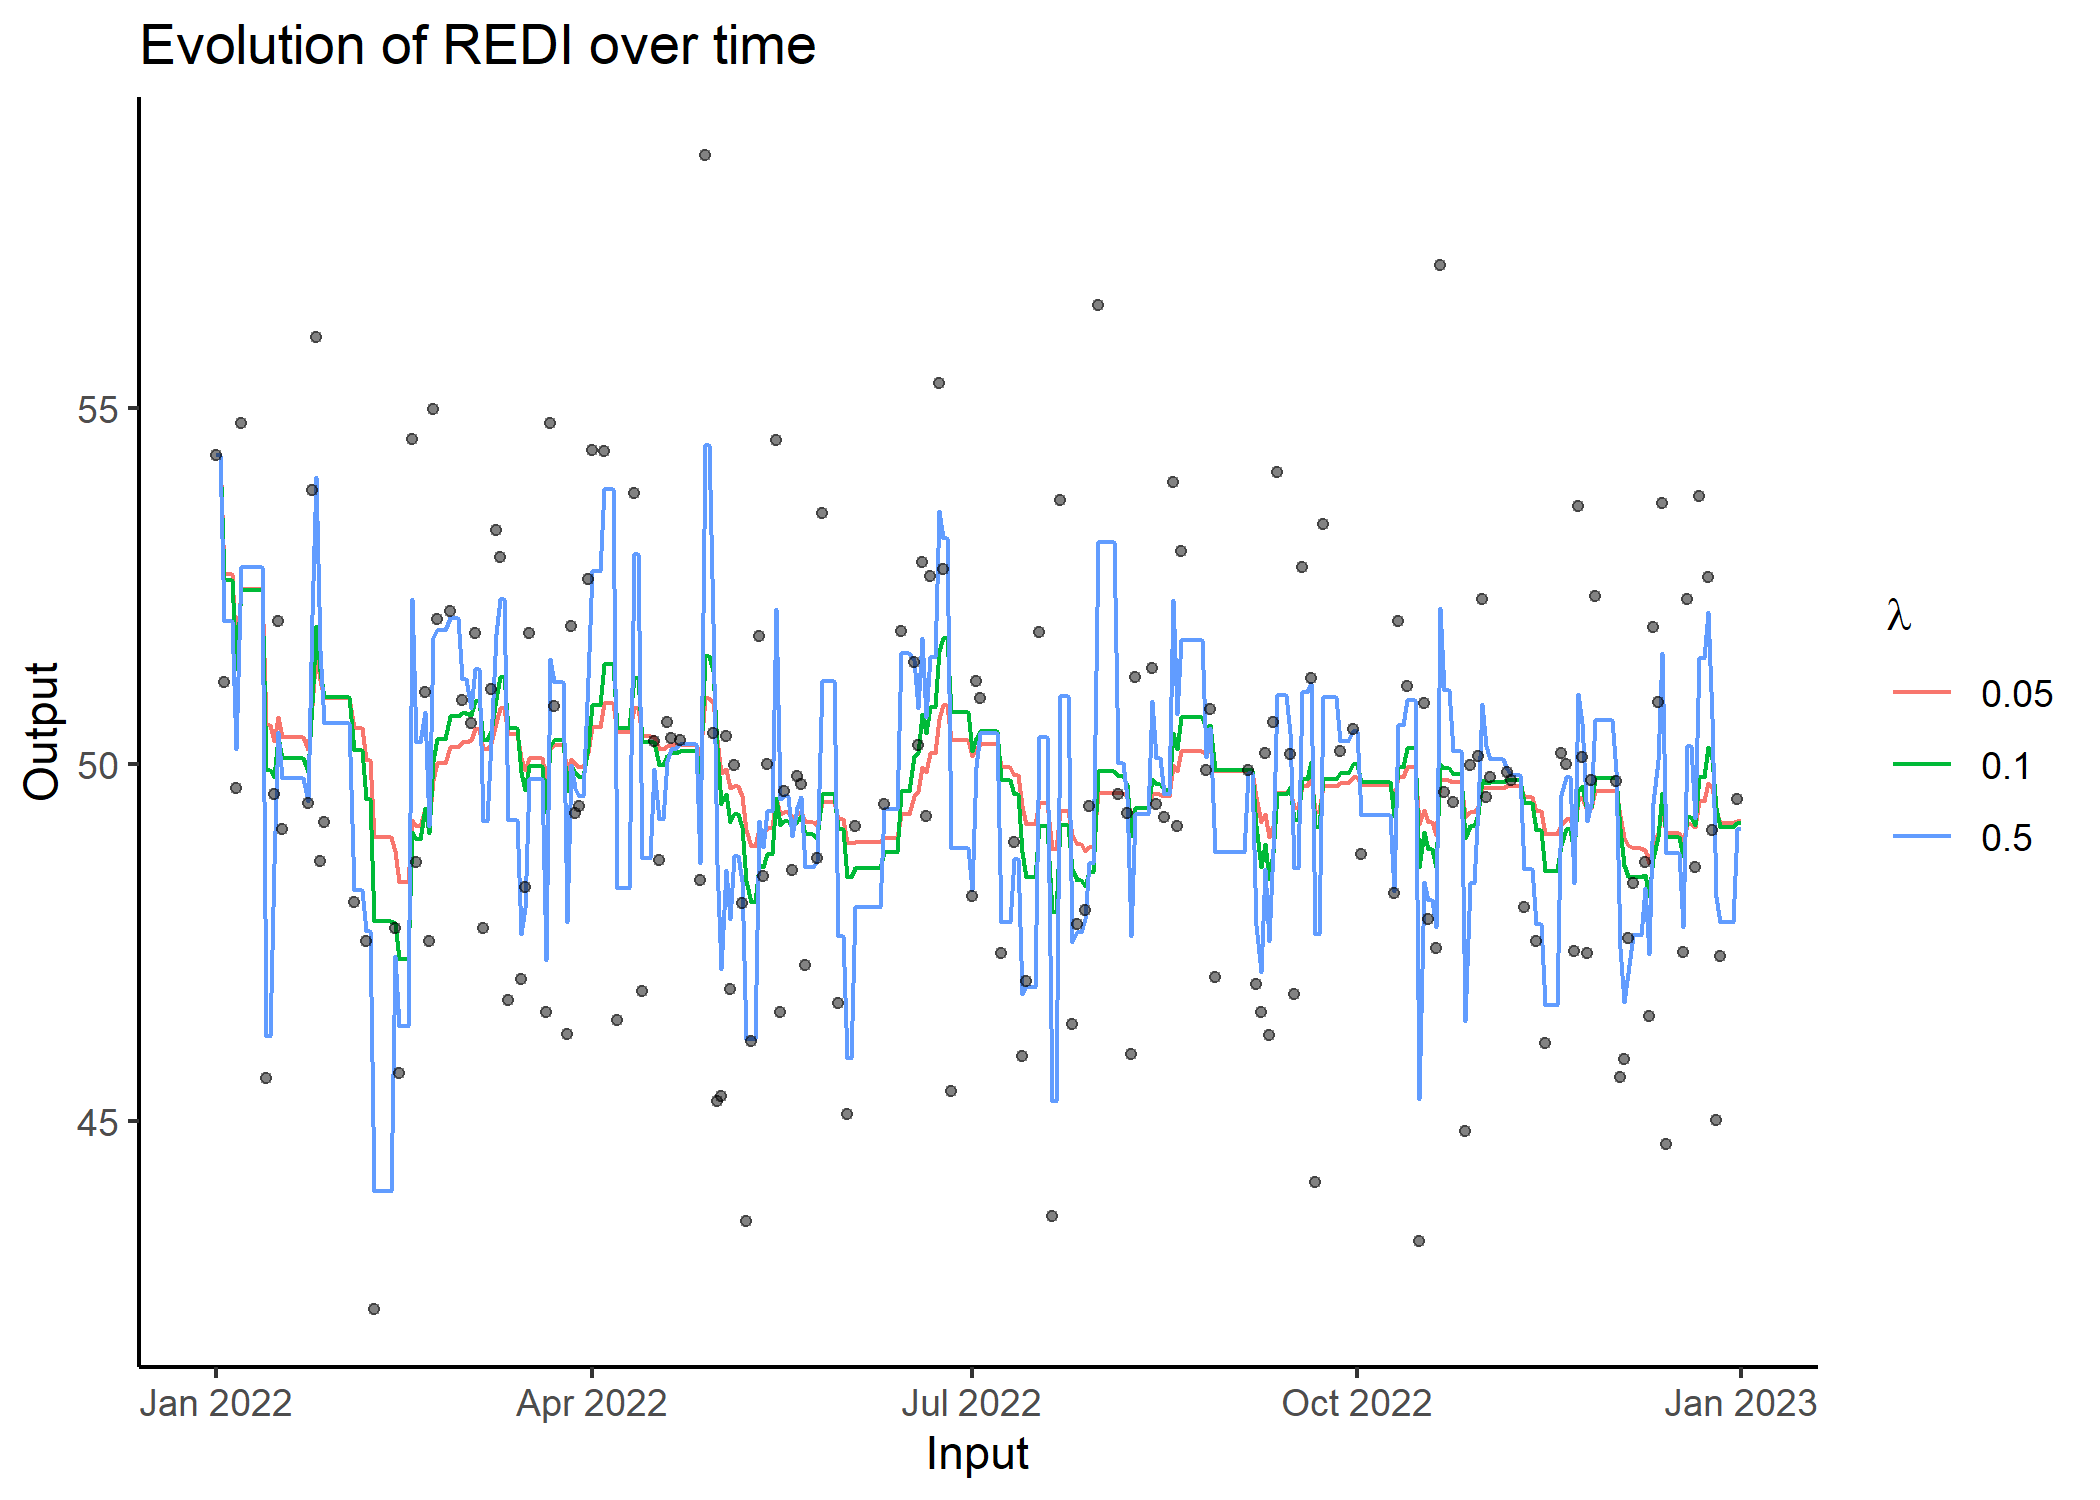 Evolution of REDI over time
Output
55
50
45
Jan 2022
Apr 2022
Jul 2022
Oct 2022
Jan 2023
Input
λ
0.05
0.1
0.5